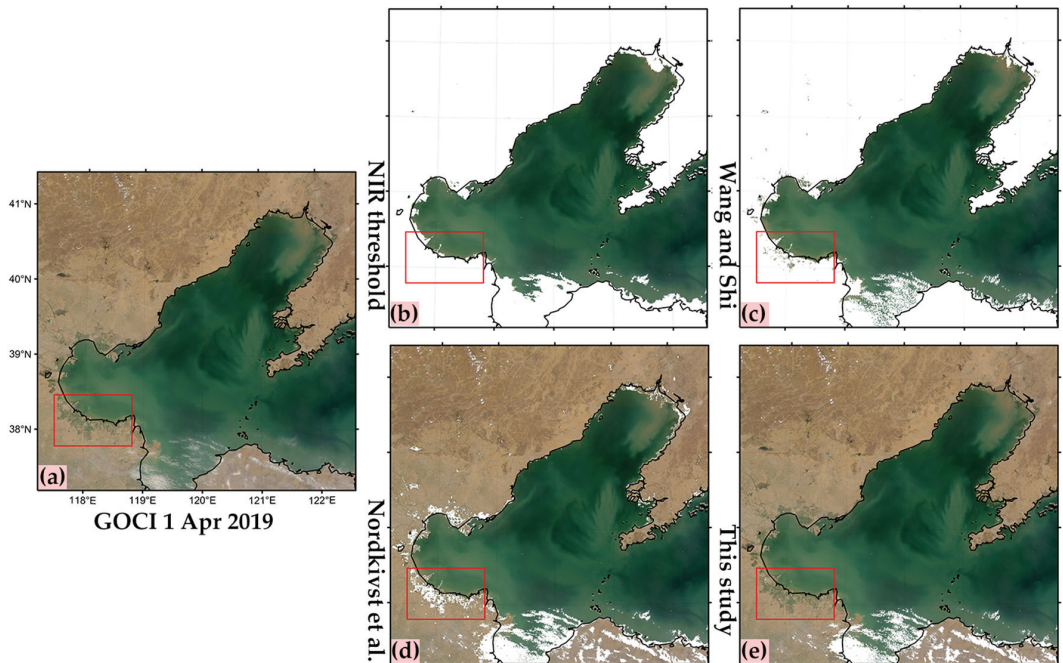 41°N
40°N
39°N
38°N
118°E
119°E
120°E
121°E
122°E
(a)
GOCI 1 Apr 2019
NIR threshold
(b)
Wang and Shi
(c)
Nordkivst et al.
(d)
This study
(e)